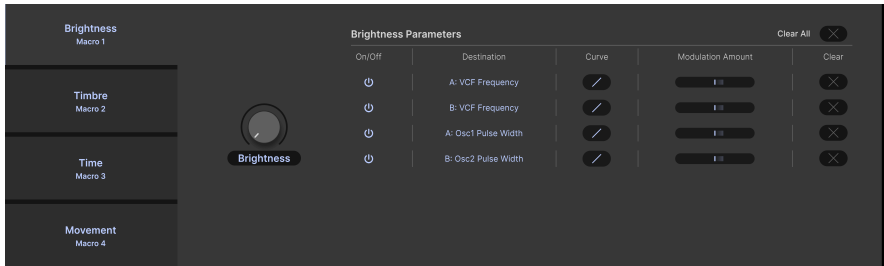 Brightness
Macro 1
Timbre
Macro 2
Time
Macro 3
Movement
Macro 4
Brightness
Brightness Parameters
Clear All
On/Off Destination Curve Modulation Amount Clear
A: VCF Frequency
B: VCF Frequency
A: Osc1 Pulse Width
B: Osc2 Pulse Width